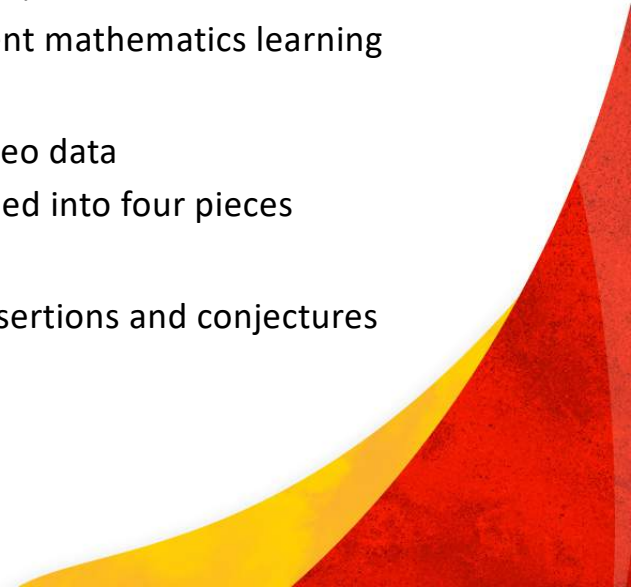 nt mathematics learning
eo data
ed into four pieces
sertions and conjectures